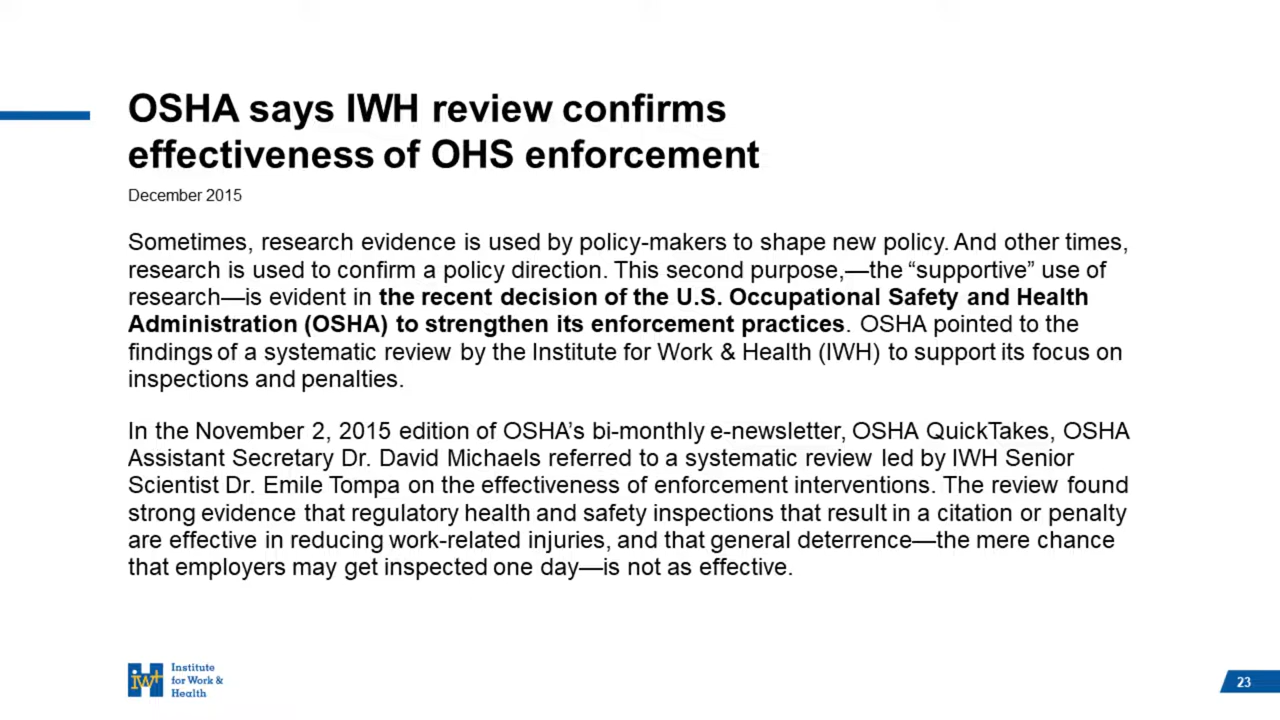 OSHA says IWH review confirms
effectiveness of OHS enforcement
December 2015
Sometimes, research evidence is used by policy-makers to shape new policy. And other times,
research is used to confirm a policy direction. This second purpose,—the “supportive” use of
research—is evident in the recent decision of the U.S. Occupational Safety and Health
Administration (OSHA) to strengthen its enforcement practices. OSHA pointed to the
findings of a systematic review by the Institute for Work & Health (IWH) to support its focus on
inspections and penalties.
In the November 2, 2015 edition of OSHA’s bi-monthly e-newsletter, OSHA QuickTakes, OSHA
Assistant Secretary Dr. David Michaels referred to a systematic review led by IWH Senior
Scientist Dr. Emile Tompa on the effectiveness of enforcement interventions. The review found
strong evidence that regulatory health and safety inspections that result in a citation or penalty
are effective in reducing work-related injuries, and that general deterrence—the mere chance
that employers may get inspected one day—is not as effective.
iw+
Institute
for Work &
Health
23